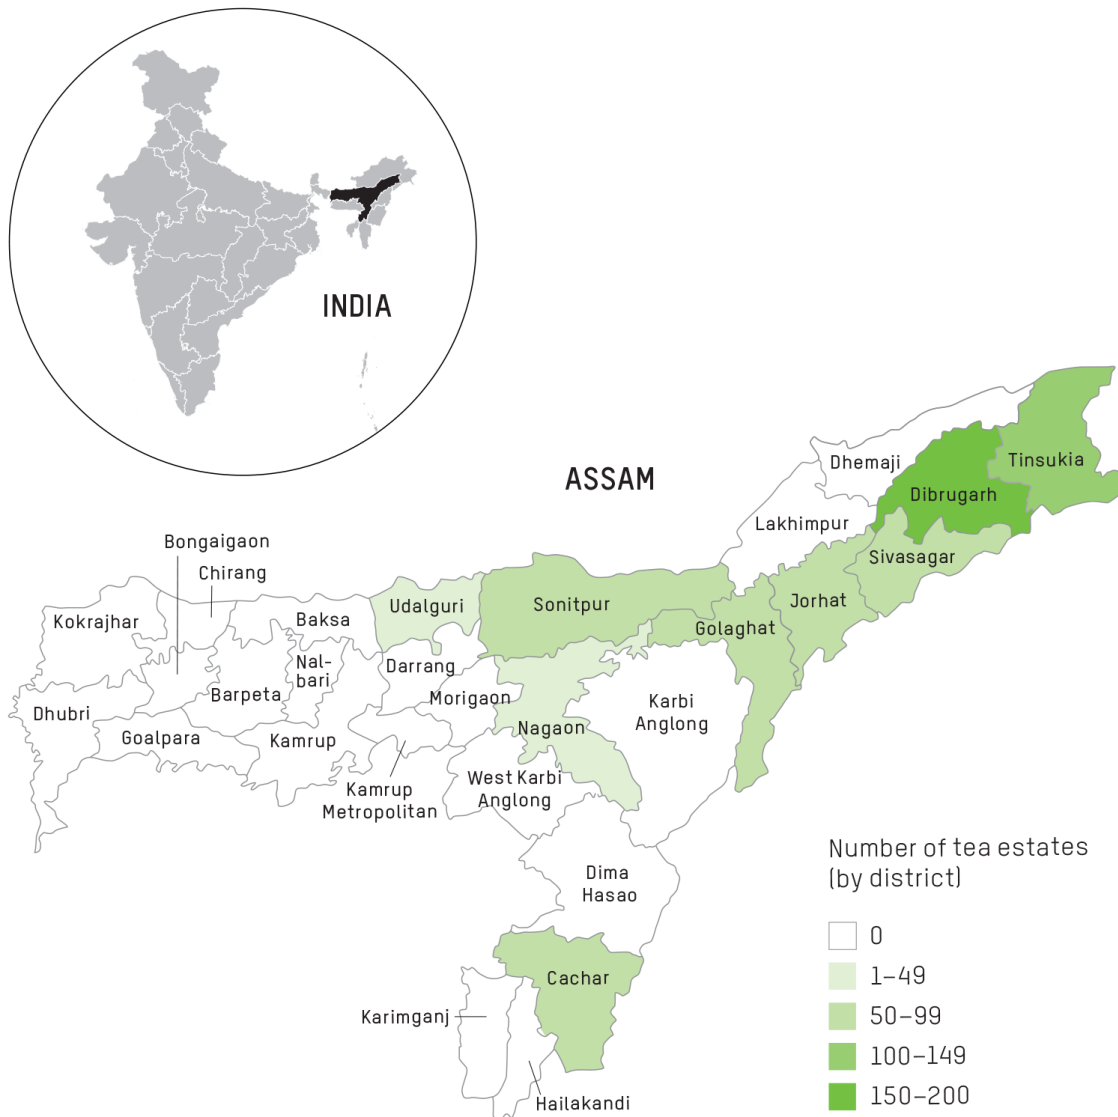 INDIA
ASSAM
Dhemaji
Tinsukia
Dibrugarh
Lakhimpur
Bongaigaon
Sivasagar
Chirang
Jorhat
Udalguri
Sonitpur
Kokrajhar
Baksa
Golaghat
Nal-
bari
Darrang
Barpeta
Morigaon
Karbi
Anglong
Dhubri
Goalpara
Kamrup
Nagaon
Kamrup
Metropolitan
West Karbi
Anglong
Dima
Hasao
Cachar
Karimganj
Hailakandi
Number of tea estates
(by district)
0
1–49
50–99
100–149
150–200